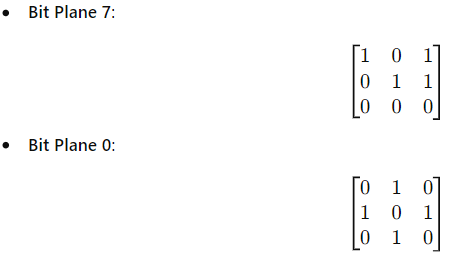 • Bit Plane 7:
[1 0 1
0 1 1
0 0 0]
• Bit Plane 0:
[0 1 0
1 0 1
0 1 0]